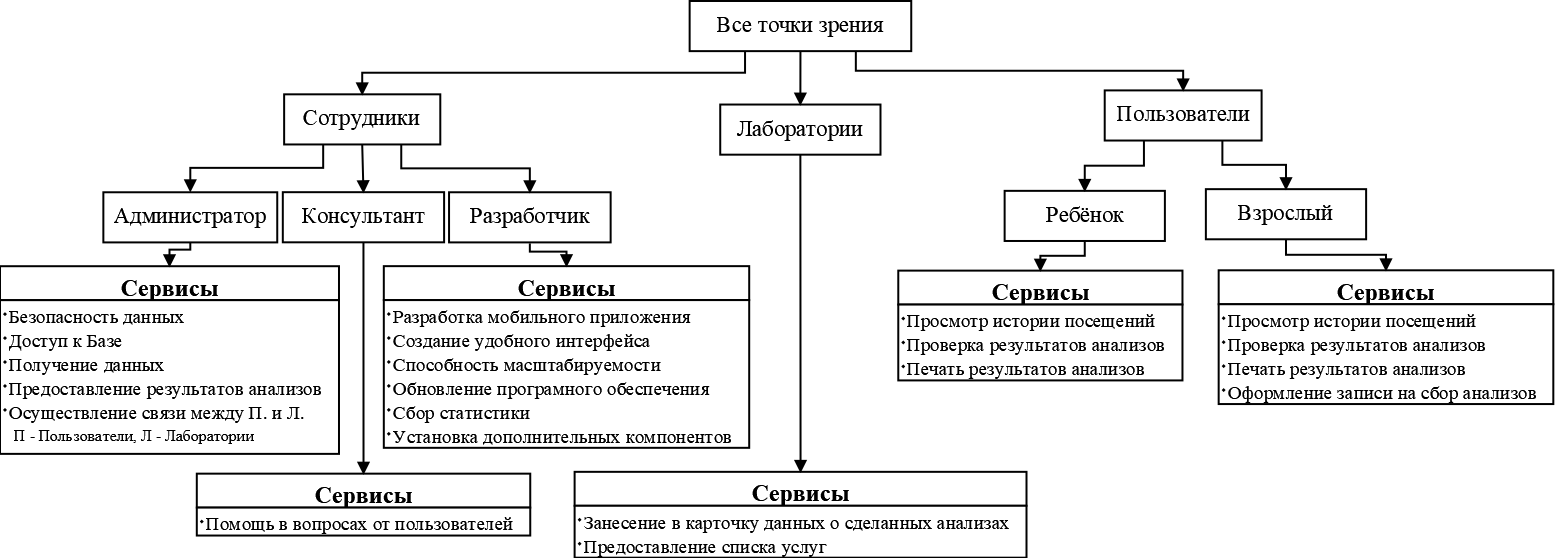 Все точки зрения
Сотрудники
Лаборатории
Пользователи
Администратор
Консультант
Разработчик
Ребёнок
Взрослый
Сервисы
·Безопасность данных
·Доступ к Базе
·Получение данных
·Предоставление результатов анализов
·Осуществление связи между П. и Л.
П - Пользователи, Л - Лаборатории
Сервисы
·Разработка мобильного приложения
·Создание удобного интерфейса
·Способность масштабируемости
·Обновление програмного обеспечения
·Сбор статистики
·Установка дополнительных компонентов
Сервисы
·Просмотр истории посещений
·Проверка результатов анализов
·Печать результатов анализов
Сервисы
·Просмотр истории посещений
·Проверка результатов анализов
·Печать результатов анализов
·Оформление записи на сбор анализов
Сервисы
·Помощь в вопросах от пользователей
Сервисы
·Занесение в карточку данных о сделанных анализах
·Предоставление списка услуг